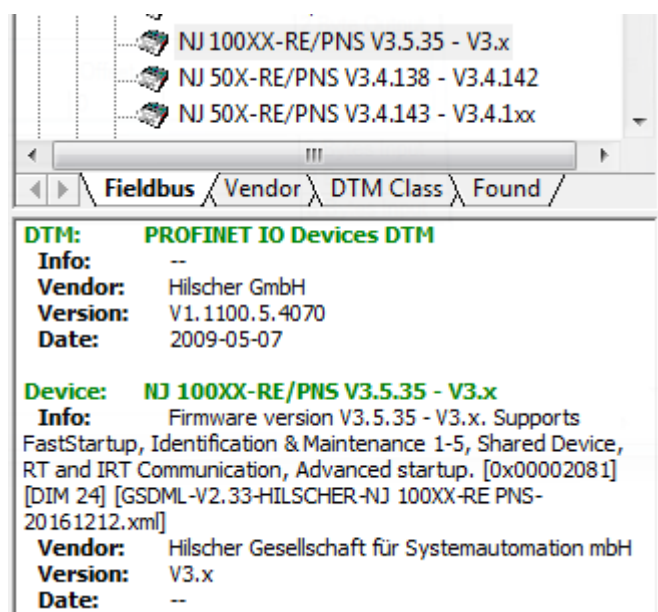 NJ 100XX-RE/PNS V3.5.35 - V3.x
NJ 50X-RE/PNS V3.4.138 - V3.4.142
NJ 50X-RE/PNS V3.4.143 - V3.4.1xx
Fieldbus Vendor DTM Class Found
DTM: PROFINET IO Devices DTM
Info: --
Vendor: Hilscher GmbH
Version: V1.1100.5.4070
Date: 2009-05-07
Device: NJ 100XX-RE/PNS V3.5.35 - V3.x
Info: Firmware version V3.5.35 - V3.x. Supports
FastStartup, Identification & Maintenance 1-5, Shared Device,
RT and IRT Communication, Advanced startup. [0x00002081]
[DIM 24] [GSDML-V2.33-HILSCHER-NJ 100XX-RE PNS-
20161212.xml]
Vendor: Hilscher Gesellschaft für Systemautomation mbH
Version: V3.x
Date: --